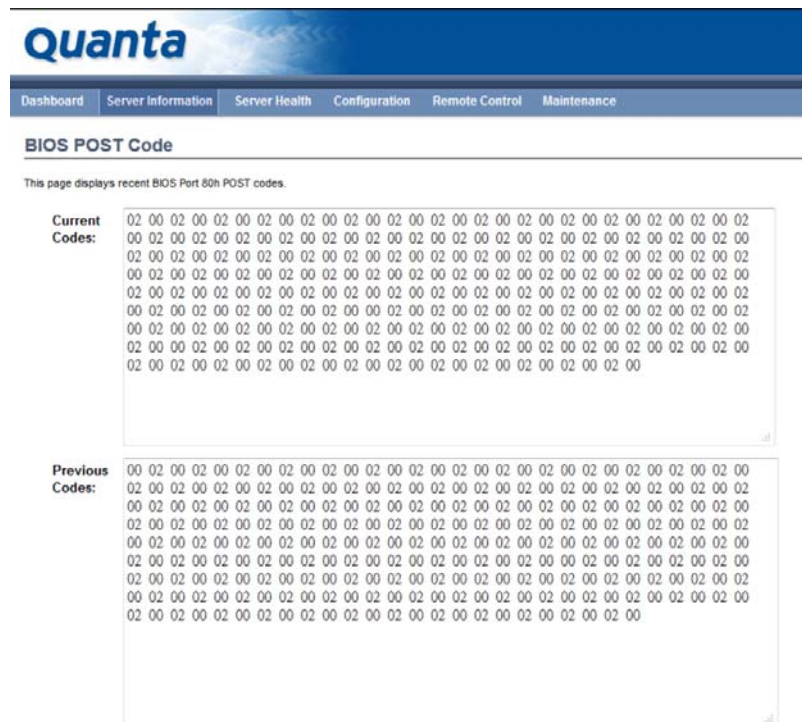 Quanta
Dashboard Server Information Server Health Configuration Remote Control Maintenance
BIOS POST Code
This page displays recent BIOS Port 80h POST codes.
Current Codes:
02 00 02 00 02 00 02 00 02 00 02 00 02 00 02 00 02 00 02 00 02 00 02 00 02 00 02 00 02
00 02 00 02 00 02 00 02 00 02 00 02 00 02 00 02 00 02 00 02 00 02 00 02 00 02 00 02 00
02 00 02 00 02 00 02 00 02 00 02 00 02 00 02 00 02 00 02 00 02 00 02 00 02 00 02 00 02
00 02 00 02 00 02 00 02 00 02 00 02 00 02 00 02 00 02 00 02 00 02 00 02 00 02 00 02 00
02 00 02 00 02 00 02 00 02 00 02 00 02 00 02 00 02 00 02 00 02 00 02 00 02 00 02 00 02
00 02 00 02 00 02 00 02 00 02 00 02 00 02 00 02 00 02 00 02 00 02 00 02 00 02 00 02
00 02 00 02 00 02 00 02 00 02 00 02 00 02 00 02 00 02 00 02 00 02 00 02 00 02 00 02 00
02 00 00 02 00 02 00 02 00 02 00 02 00 02 00 02 00 02 00 02 00 02 00 02 00 02 00 02 00
02 00 02 00 02 00 02 00 02 00 02 00 02 00 02 00 02 00 02 00 02 00 02 00
Previous Codes:
00 02 00 02 00 02 00 02 00 02 00 02 00 02 00 02 00 02 00 02 00 02 00 02 00 02 00 02 00
02 00 02 00 02 00 02 00 02 00 02 00 02 00 02 00 02 00 02 00 02 00 02 00 02 00 02 00 02
00 02 00 02 00 02 00 02 00 02 00 02 00 02 00 02 00 02 00 02 00 02 00 02 00 02 00 02 00
02 00 02 00 02 00 02 00 02 00 02 00 02 00 02 00 02 00 02 00 02 00 02 00 02 00 02 00 02
00 02 00 02 00 02 00 02 00 02 00 02 00 02 00 02 00 02 00 02 00 02 00 02 00 02 00 02 00
02 00 02 00 02 00 02 00 02 00 02 00 02 00 02 00 02 00 02 00 02 00 02 00 02 00 02 00 02
02 00 02 00 02 00 02 00 02 00 02 00 02 00 02 00 02 00 02 00 02 00 02 00 02 00 02 00 02
00 02 00 02 00 02 00 02 00 02 00 02 00 02 00 02 00 02 00 02 00 02 00 02 00 02 00 02 00
02 00 02 00 02 00 02 00 02 00 02 00 02 00 02 00 02 00 02 00 02 00 02 00